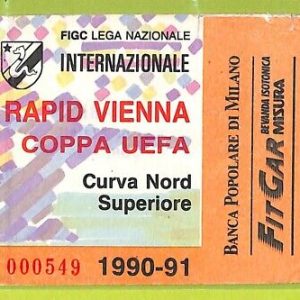 FIGC LEGA NAZIONALE
INTERNAZIONALE
RAPID VIENNA
COPPA UEFA
Curva Nord
Superiore
000549 1990-91
BANCA POPOLARE DI MILANO
FITGAR
BEVANDA ISOTONICA
MISURA